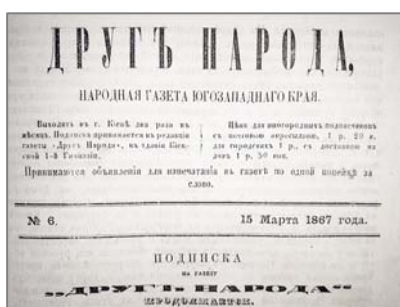 ДРУГЪ НАРОДА,
НАРОДНАЯ ГАЗЕТА ЮГОЗАПАДНАГО КРАЯ.
Выходитъ въ г. Кіевѣ два раза въ
мѣсяцъ. Подписка принимается въ редакціи
газеты «Друга Народа», въ зданіи Кіев-
ской 1-й Гимназіи.
Цѣна для иногородныхъ подписчиковъ
съ почтовою пересылкою, 1 р. 20 к.
для городскихъ 1 р., съ доставкою на
домъ 1 р. 50 коп.
Принимаются объявленія для напечатанія въ газетѣ по одной копейкѣ за
слово.
№ 6.
15 Марта 1867 года.
ПОДПИСКА
НА ГАЗЕТУ
„ДРУГЪ НАРОДА“
ПРОДОЛЖАЕТСЯ.